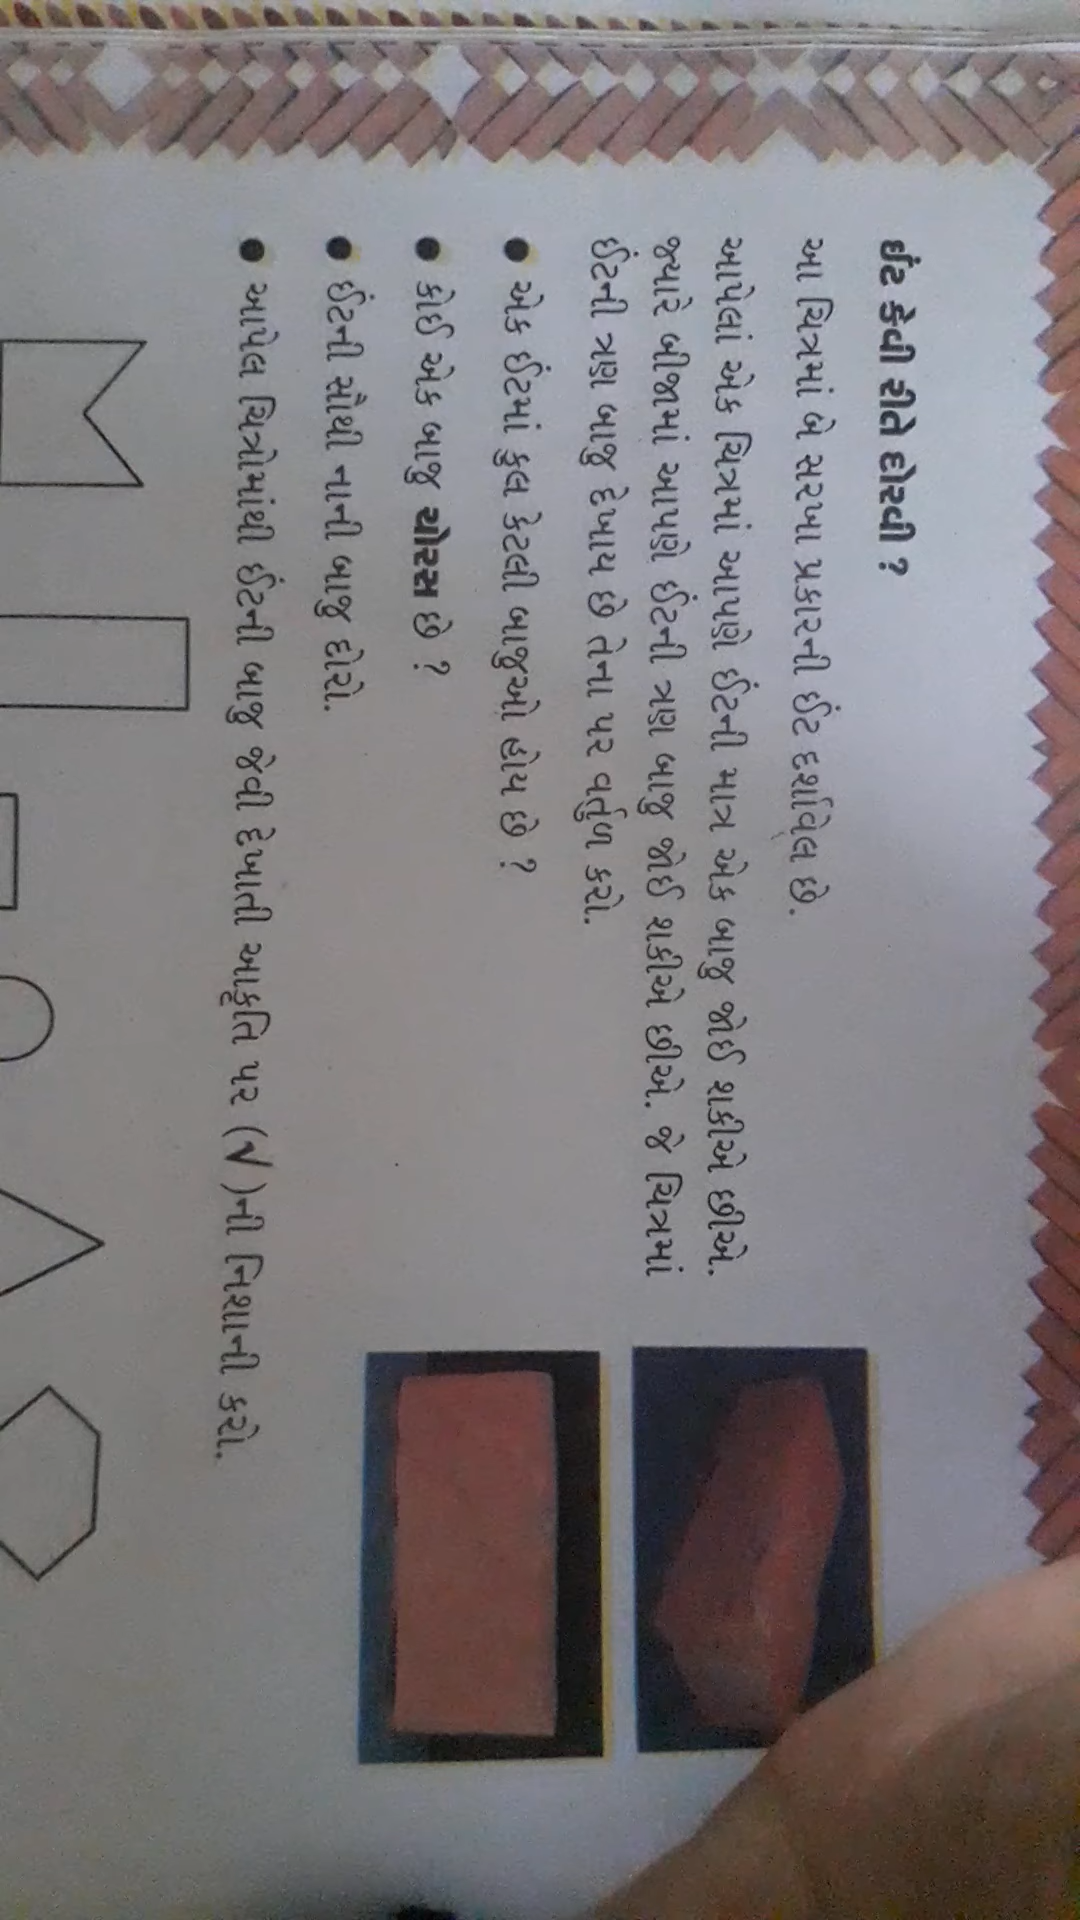 ઈંટ કેવી રીતે દોરવી ?
આ ચિત્રમાં બે સરખા પ્રકારની ઈંટ દર્શાવેલ છે.
આપેલાં એક ચિત્રમાં આપણે ઈંટની માત્ર એક બાજુ જોઈ શકીએ છીએ.
જ્યારે બીજામાં આપણે ઈંટની ત્રણ બાજુ જોઈ શકીએ છીએ. જે ચિત્રમાં
ઈંટની ત્રણ બાજુ દેખાય છે તેના પર વર્તુળ કરો.
● એક ઈંટમાં કુલ કેટલી બાજુઓ હોય છે ?
● કોઈ એક બાજુ ચોરસ છે ?
● ઈંટની સૌથી નાની બાજુ દોરો.
● આપેલ ચિત્રોમાંથી ઈંટની બાજુ જેવી દેખાતી આકૃતિ પર (√ )ની નિશાની કરો.